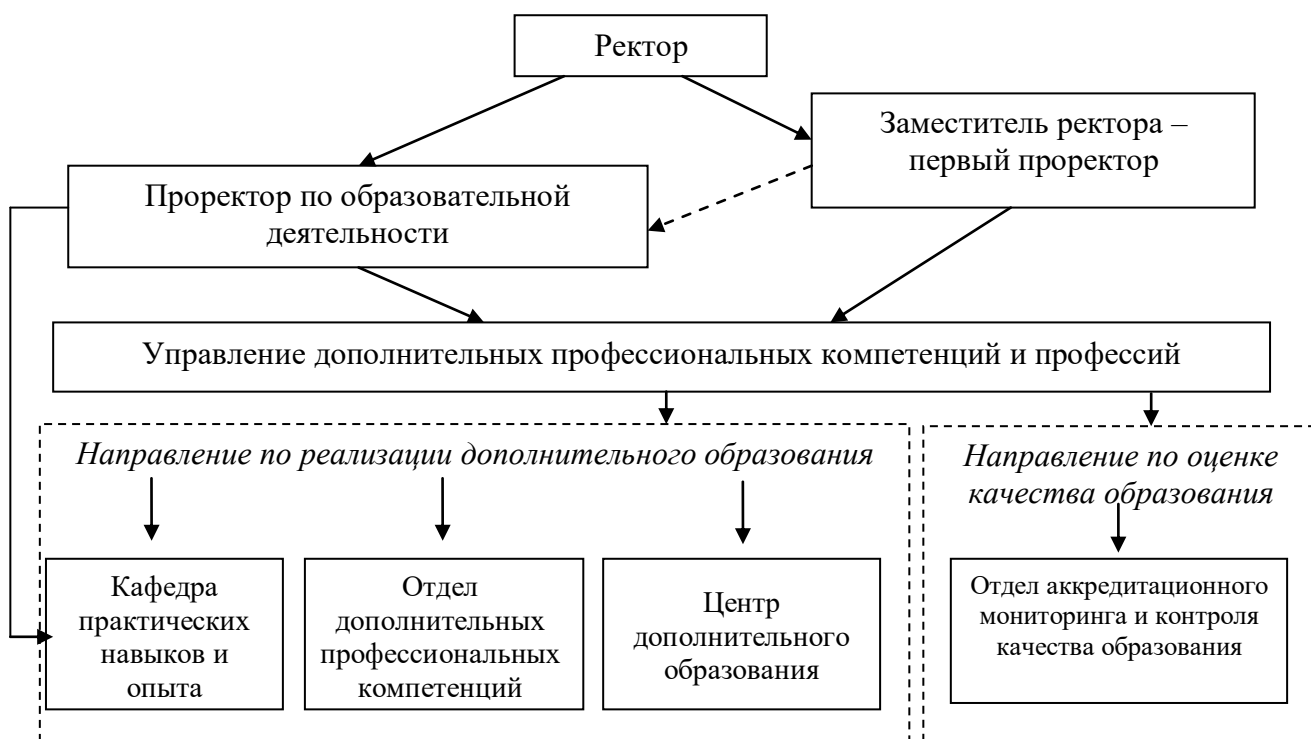 Ректор
Заместитель ректора –
первый проректор
Проректор по образовательной
деятельности
Управление дополнительных профессиональных компетенций и профессий
Направление по реализации дополнительного образования
Направление по оценке
качества образования
Кафедра
практических
навыков и
опыта
Отдел
дополнительных
профессиональных
компетенций
Центр
дополнительного
образования
Отдел аккредитационного
мониторинга и контроля
качества образования